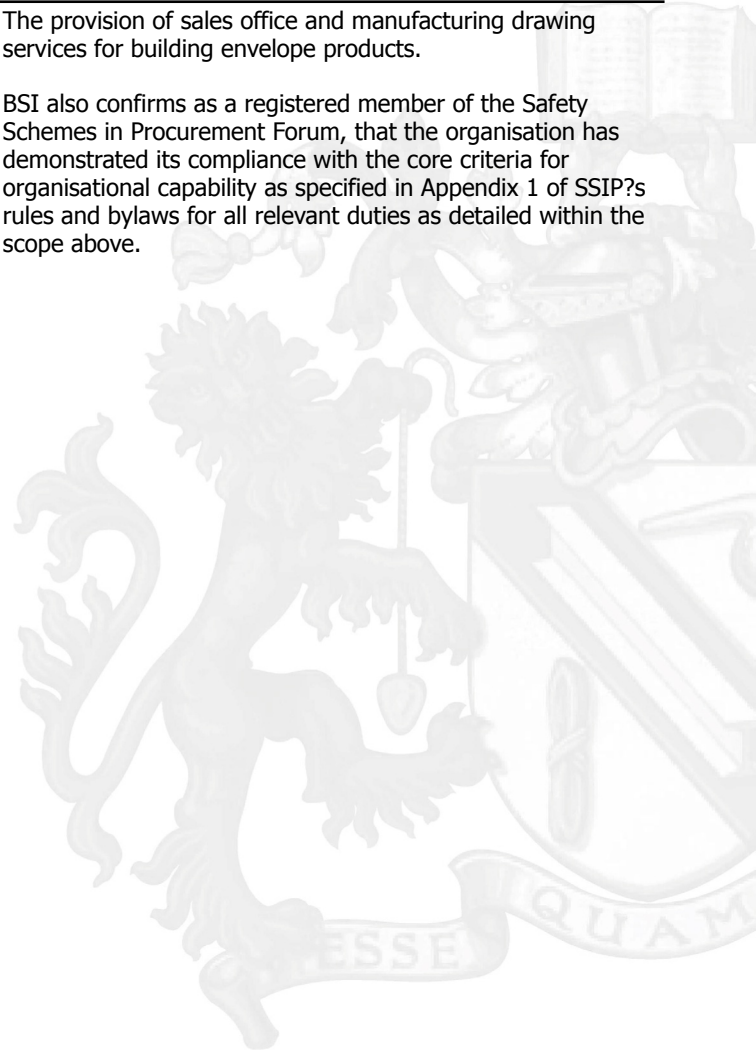 The provision of sales office and manufacturing drawing
services for building envelope products.
BSI also confirms as a registered member of the Safety
Schemes in Procurement Forum, that the organisation has
demonstrated its compliance with the core criteria for
organisational capability as specified in Appendix 1 of SSIP?s
rules and bylaws for all relevant duties as detailed within the
scope above.
ESSE QUAM